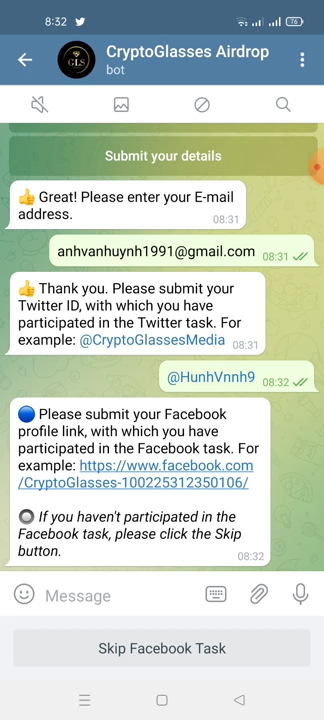 8:32
76
CryptoGlasses Airdrop
GLS
bot
Submit your details
👍 Great! Please enter your E-mail
address.
08:31
anhvanhuynh1991@gmail.com
08:31
👍 Thank you. Please submit your
Twitter ID, with which you have
participated in the Twitter task. For
example: @CryptoGlassesMedia
08:31
@HunhVnnh9
08:32
🔵 Please submit your Facebook
profile link, with which you have
participated in the Facebook task. For
example: https://www.facebook.com
/CryptoGlasses-100225312350106/
🔘 If you haven't participated in the
Facebook task, please click the Skip
button.
08:32
Message
Skip Facebook Task